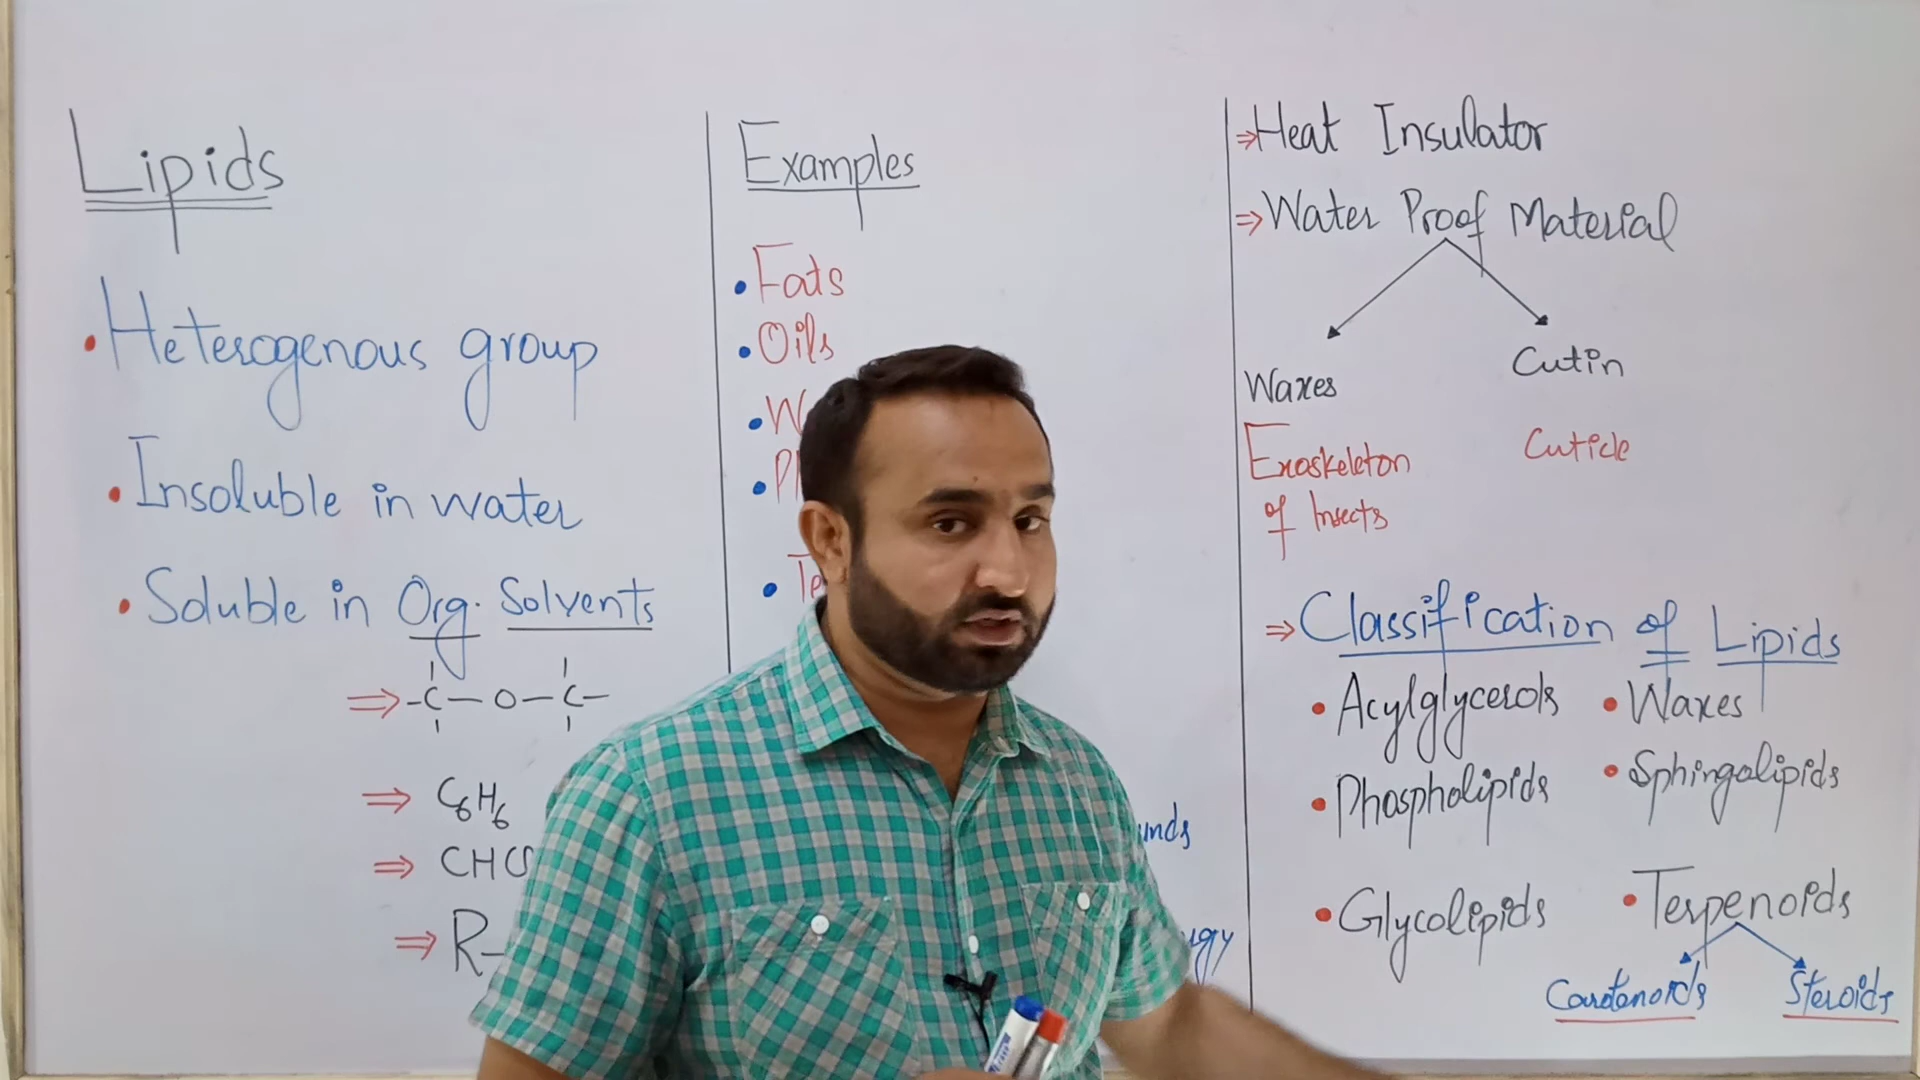 Lipids
• Heterogenous group
• Insoluble in water
• Soluble in Org. Solvents
⇒ -C-O-C-
⇒ C6H6
⇒
⇒ R-
Examples
• Fats
• Oils
⇒ Heat Insulator
⇒ Water Proof Material
Waxes Cutin
Exoskeleton Cuticle
of Insects
⇒ Classification of Lipids
• Acylglycerols • Waxes
• Phospholipids • Sphingolipids
• Glycolipids • Terpenoids
Carotenoids Steroids